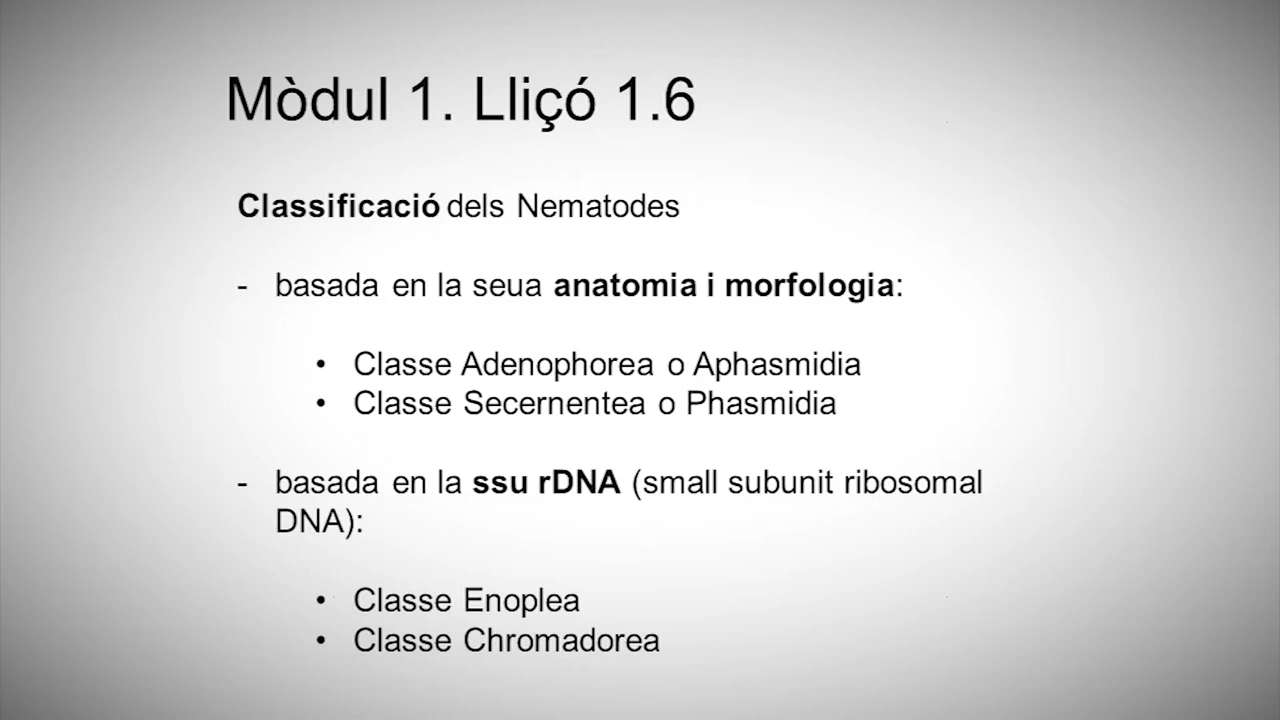 Mòdul 1. Lliçó 1.6
Classificació dels Nematodes
- basada en la seua anatomia i morfologia:
• Classe Adenophorea o Aphasmidia
• Classe Secernentea o Phasmidia
- basada en la ssu rDNA (small subunit ribosomal
DNA):
• Classe Enoplea
• Classe Chromadorea